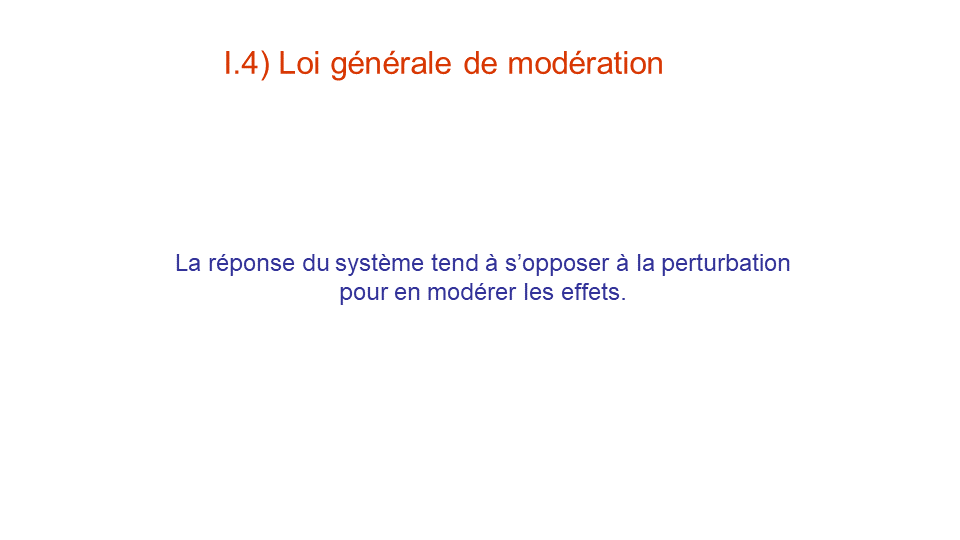 I.4) Loi générale de modération
La réponse du système tend à s’opposer à la perturbation
pour en modérer les effets.